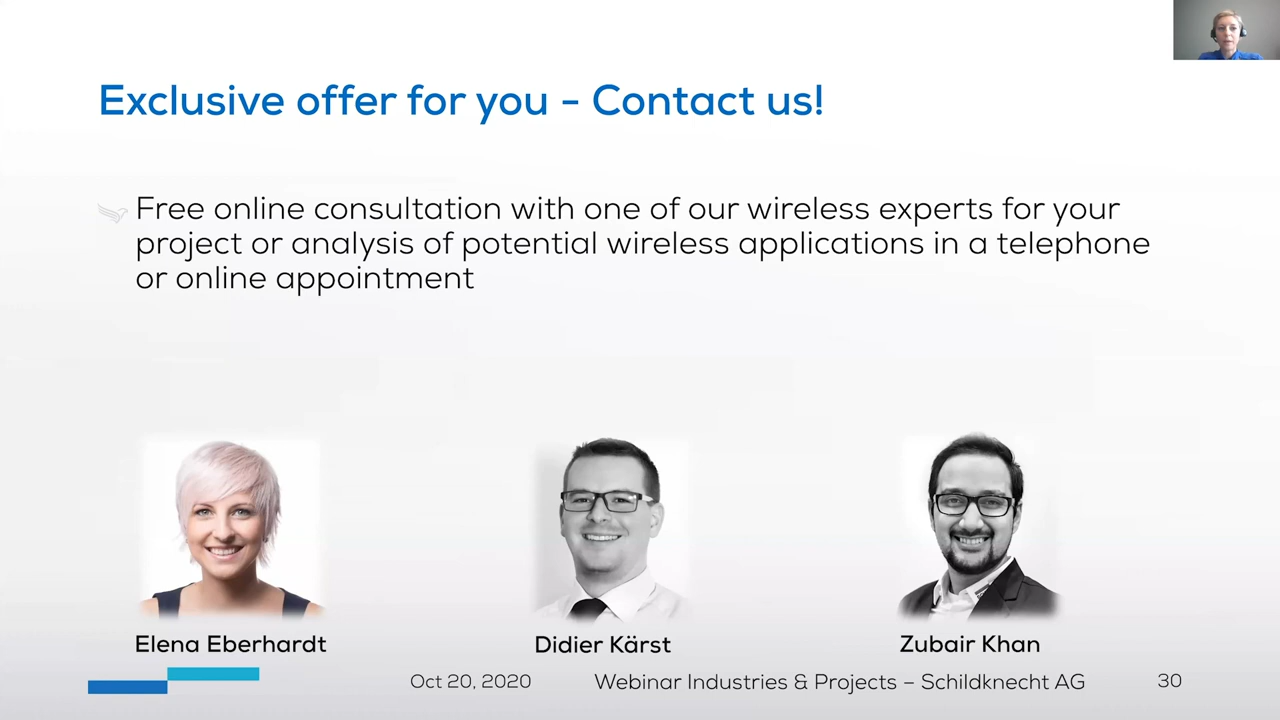 Exclusive offer for you - Contact us!
Free online consultation with one of our wireless experts for your
project or analysis of potential wireless applications in a telephone
or online appointment
Elena Eberhardt
Didier Kärst
Zubair Khan
Oct 20, 2020
Webinar Industries & Projects – Schildknecht AG
30